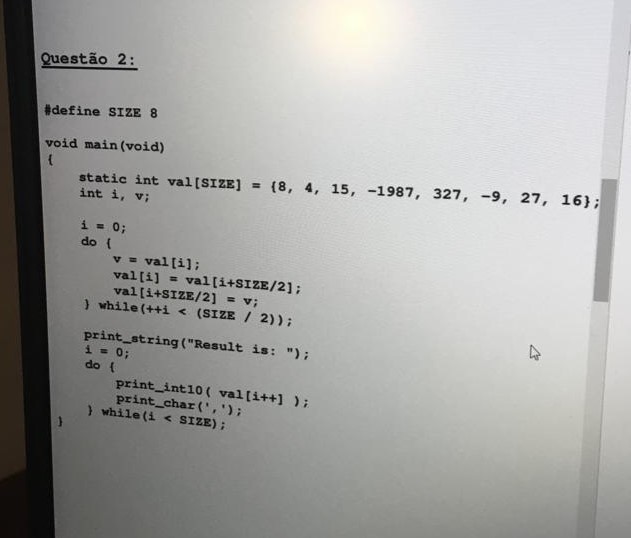 Questão 2:
#define SIZE 8
void main(void)
{
static int val[SIZE] = {8, 4, 15, -1987, 327, -9, 27, 16};
int i, v;
i = 0;
do {
v = val[i];
val[i] = val[i+SIZE/2];
val[i+SIZE/2] = v;
} while(++i < (SIZE / 2));
print_string("Result is: ");
i = 0;
do {
print_int10( val[i++] );
print_char(',');
} while(i < SIZE);
}